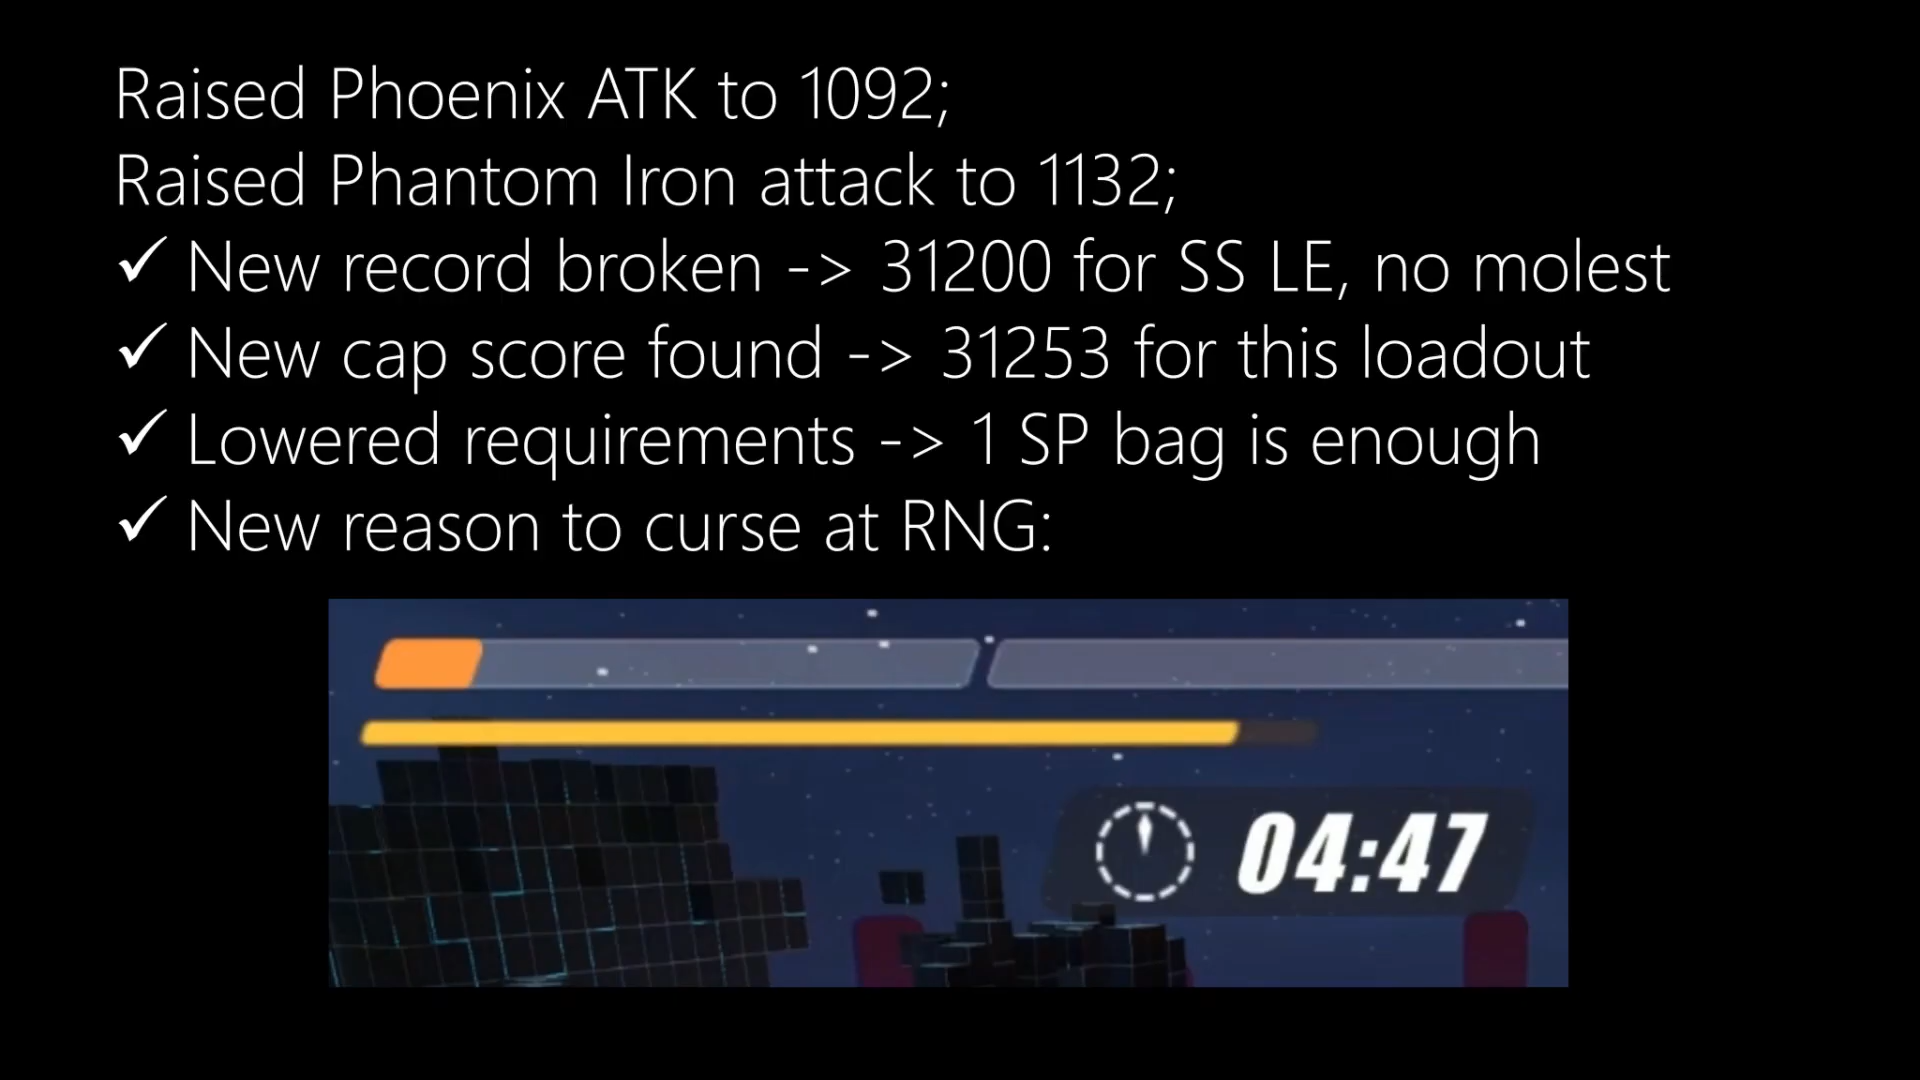 Raised Phoenix ATK to 1092;
Raised Phantom Iron attack to 1132;
✓ New record broken -> 31200 for SS LE, no molest
✓ New cap score found -> 31253 for this loadout
✓ Lowered requirements -> 1 SP bag is enough
✓ New reason to curse at RNG:
04:47